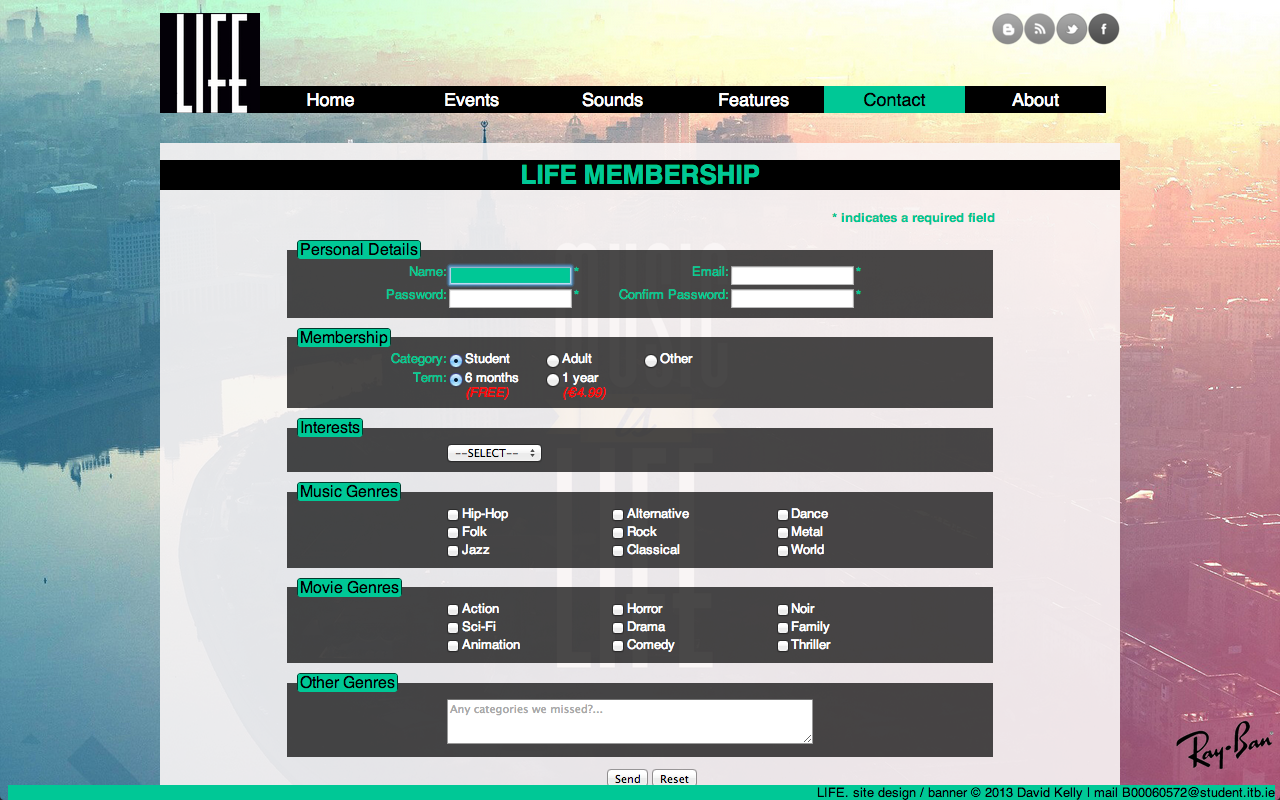 LIFE
Home Events Sounds Features Contact About
LIFE MEMBERSHIP
* indicates a required field
Personal Details
Name: * Email: *
Password: * Confirm Password: *
Membership
Category: Student Adult Other
Term: 6 months 1 year
(FREE) (€4.99)
Interests
--SELECT--
Music Genres
Hip-Hop Alternative Dance
Folk Rock Metal
Jazz Classical World
Movie Genres
Action Horror Noir
Sci-Fi Drama Family
Animation Comedy Thriller
Other Genres
Any categories we missed?...
Ray-Ban
Send Reset
LIFE. site design / banner © 2013 David Kelly | mail B00060572@student.itb.ie